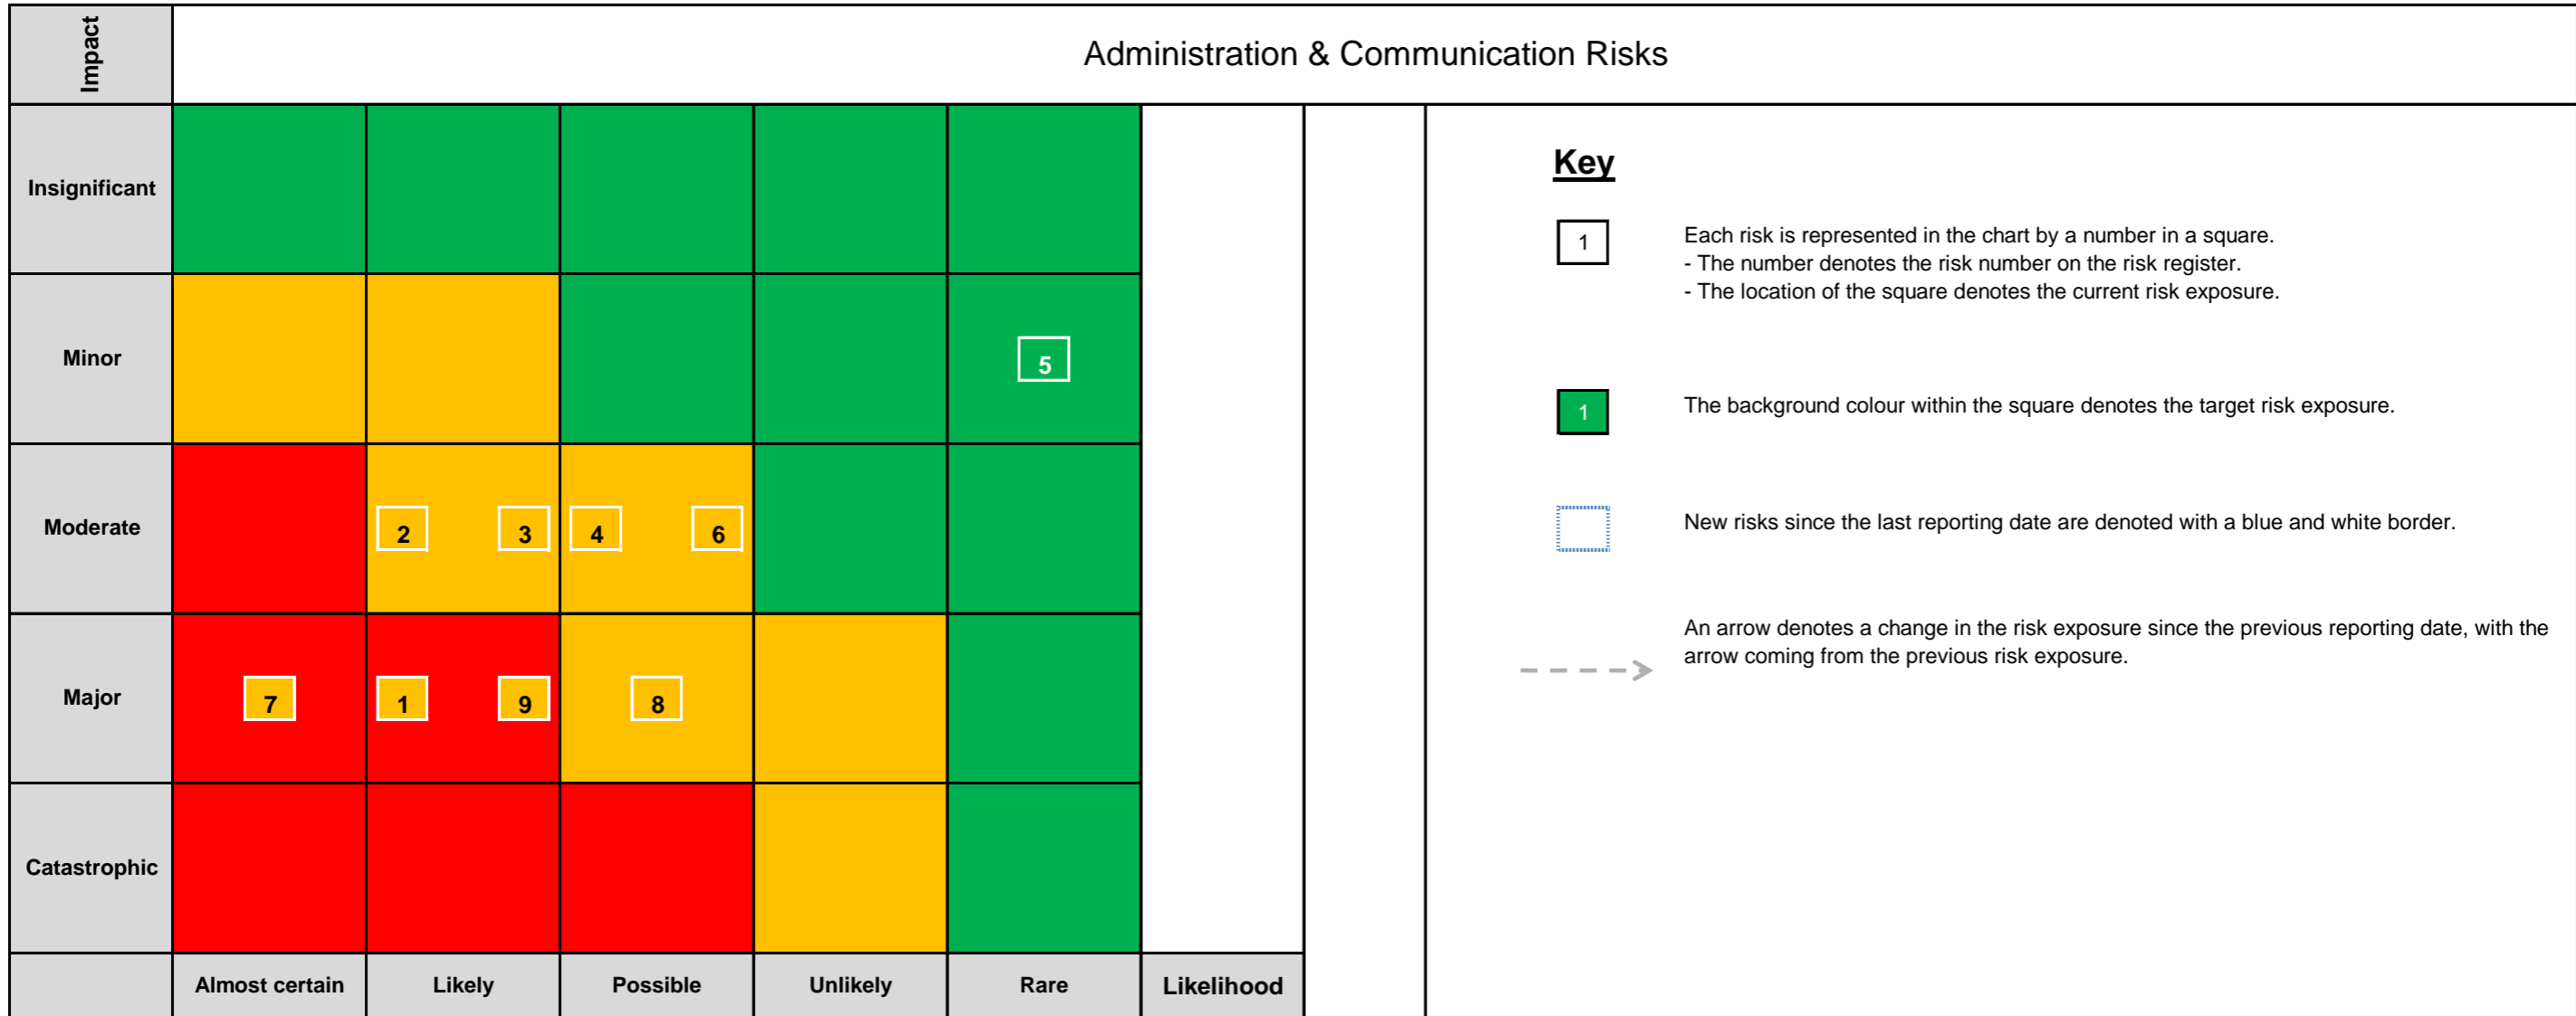 Impact
Administration & Communication Risks
Insignificant
Minor
5
Moderate
2 3 4 6
Major
7 1 9 8
Catastrophic
Almost certain Likely Possible Unlikely Rare Likelihood
Key
1 Each risk is represented in the chart by a number in a square.
- The number denotes the risk number on the risk register.
- The location of the square denotes the current risk exposure.
1 The background colour within the square denotes the target risk exposure.
New risks since the last reporting date are denoted with a blue and white border.
An arrow denotes a change in the risk exposure since the previous reporting date, with the
arrow coming from the previous risk exposure.